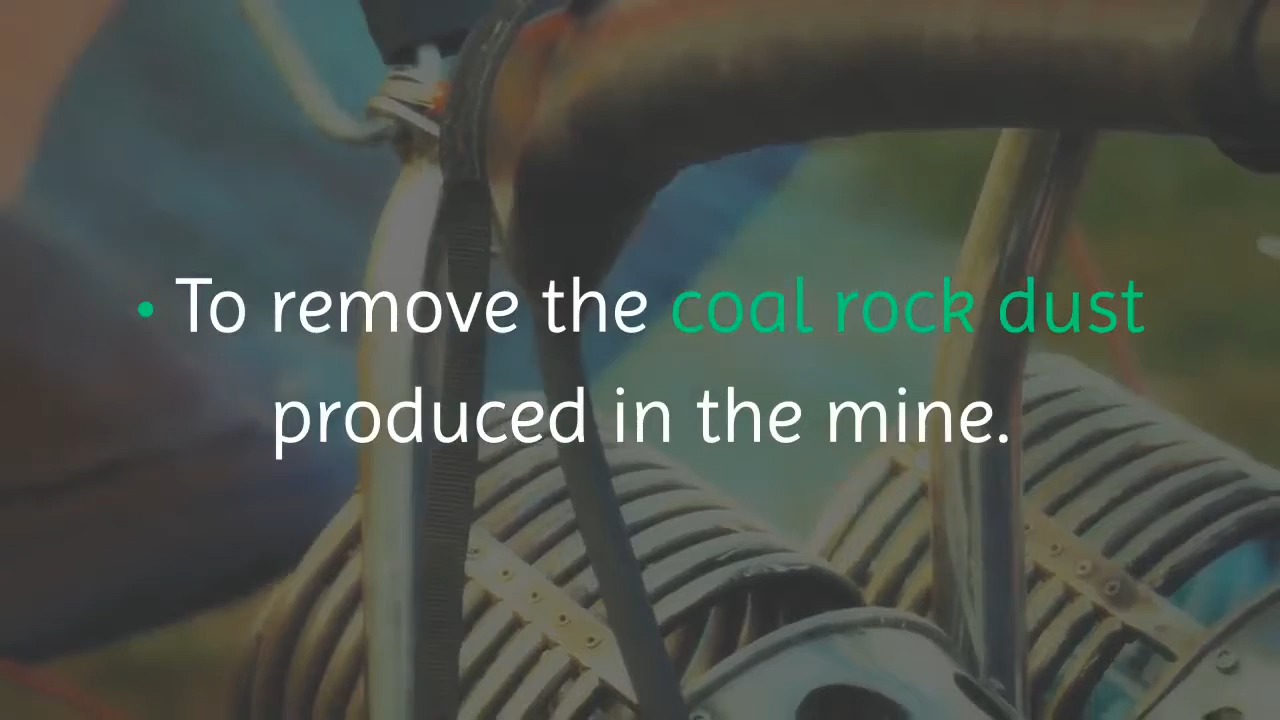 • To remove the coal rock dust
produced in the mine.